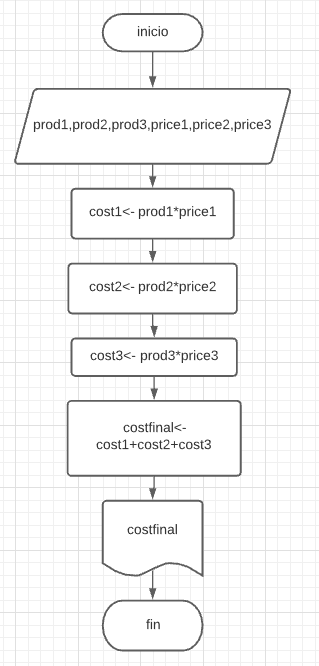 inicio
prod1,prod2,prod3,price1,price2,price3
cost1<- prod1*price1
cost2<- prod2*price2
cost3<- prod3*price3
costfinal<-
cost1+cost2+cost3
costfinal
fin